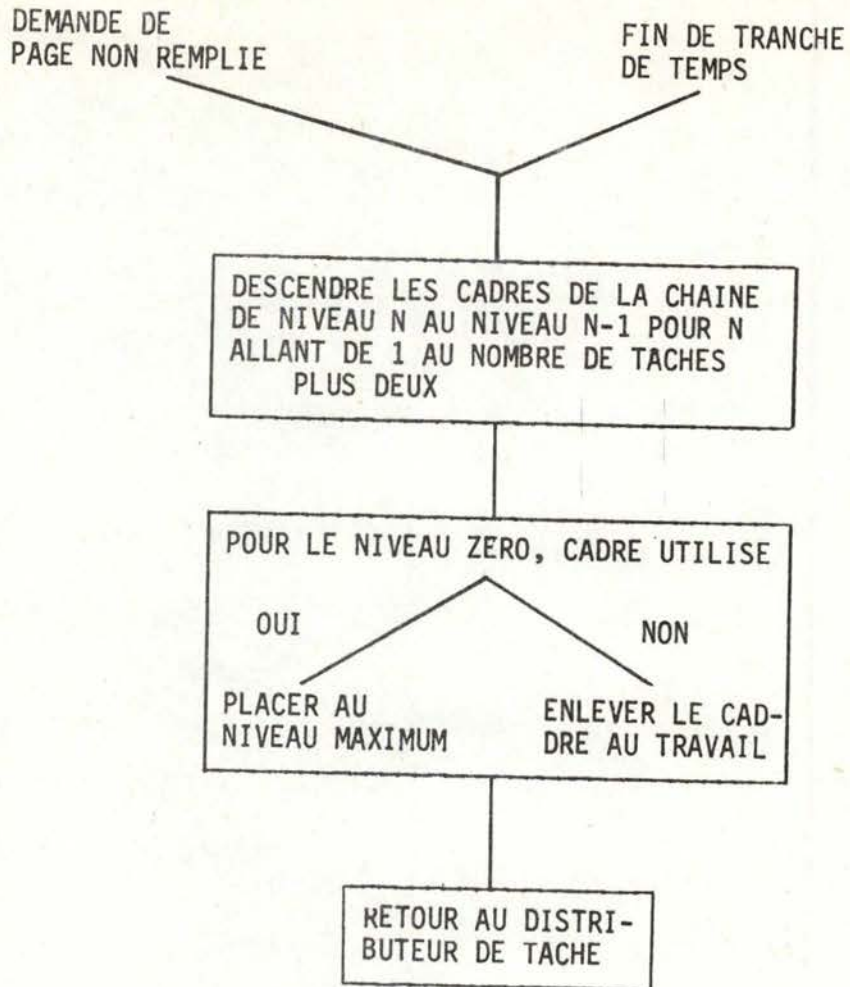 DEMANDE DE
PAGE NON REMPLIE
FIN DE TRANCHE
DE TEMPS
DESCENDRE LES CADRES DE LA CHAINE
DE NIVEAU N AU NIVEAU N-1 POUR N
ALLANT DE 1 AU NOMBRE DE TACHES
PLUS DEUX
POUR LE NIVEAU ZERO, CADRE UTILISE
OUI
NON
PLACER AU
NIVEAU MAXIMUM
ENLEVER LE CAD-
DRE AU TRAVAIL
RETOUR AU DISTRI-
BUTEUR DE TACHE